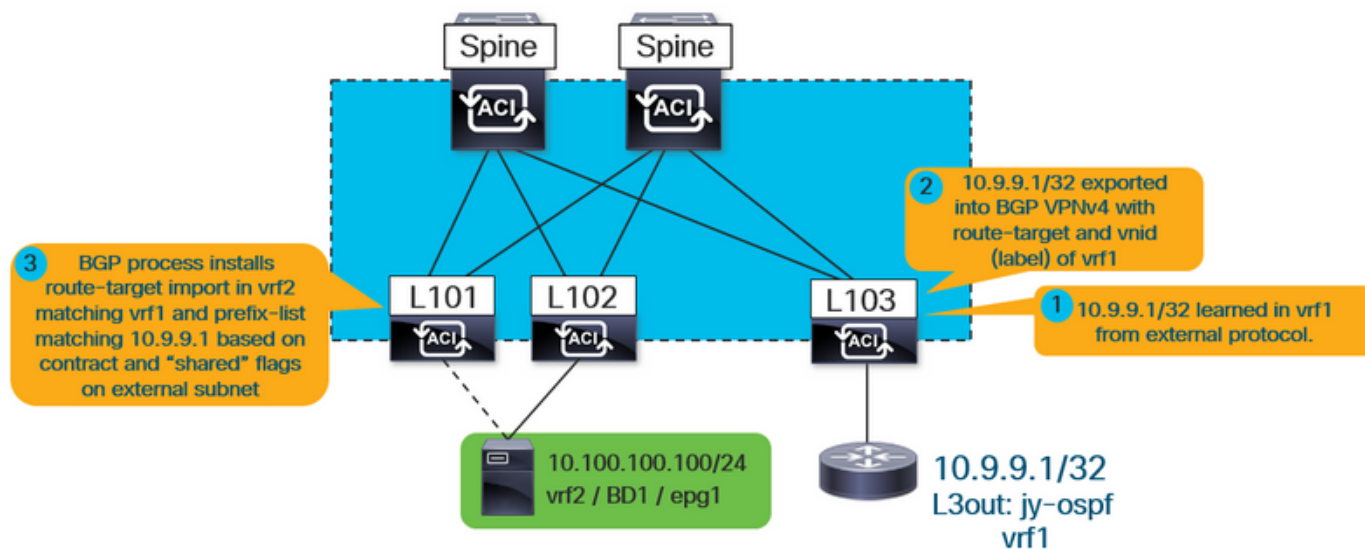 Spine
Spine
ACI
ACI
2
10.9.9.1/32 exported
into BGP VPNv4 with
route-target and vnid
(label) of vrf1
3
BGP process installs
route-target import in vrf2
matching vrf1 and prefix-list
matching 10.9.9.1 based on
contract and "shared" flags
on external subnet
L101
L102
L103
ACI
ACI
ACI
1
10.9.9.1/32 learned in vrf1
from external protocol.
10.100.100.100/24
vrf2 / BD1 / epg1
10.9.9.1/32
L3out: jy-ospf
vrf1